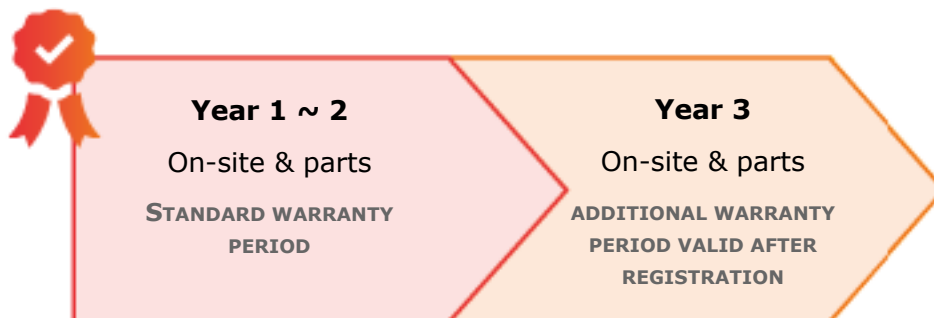 Year 1 ~ 2
On-site & parts
STANDARD WARRANTY
PERIOD
Year 3
On-site & parts
ADDITIONAL WARRANTY
PERIOD VALID AFTER
REGISTRATION